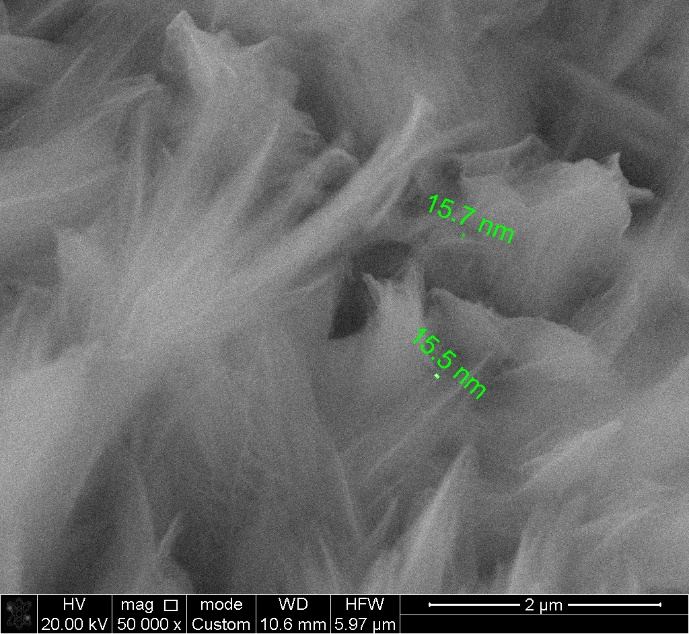 15.7 nm
15.5 nm
HV mag mode WD HFW
20.00 kV 50 000 x Custom 10.6 mm 5.97 µm 2 µm